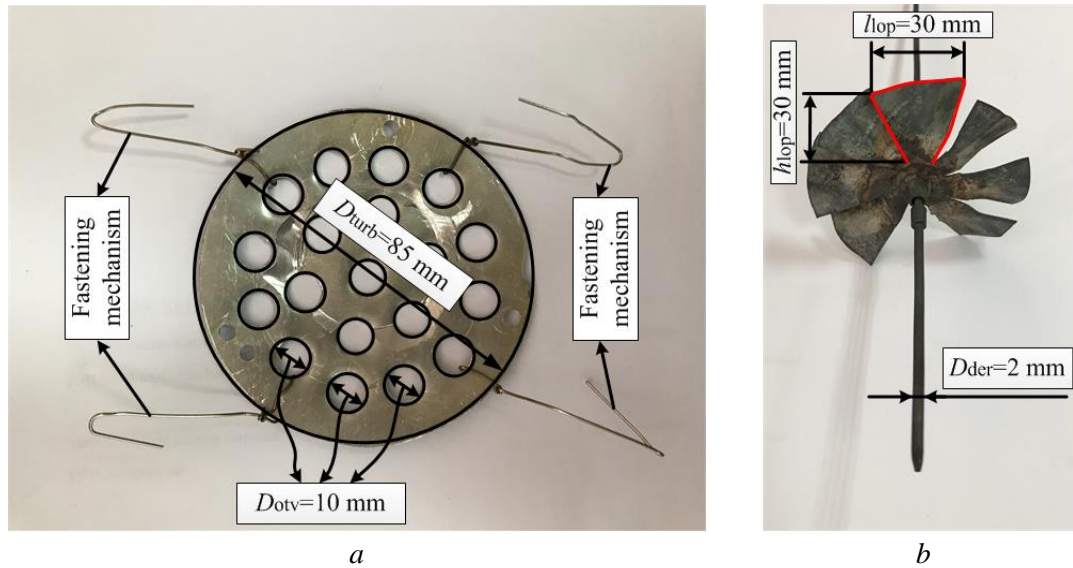 Fastening
mechanism
Dturb=85 mm
Fastening
mechanism
Dotv=10 mm
a
llop=30 mm
hlop=30 mm
Dder=2 mm
b